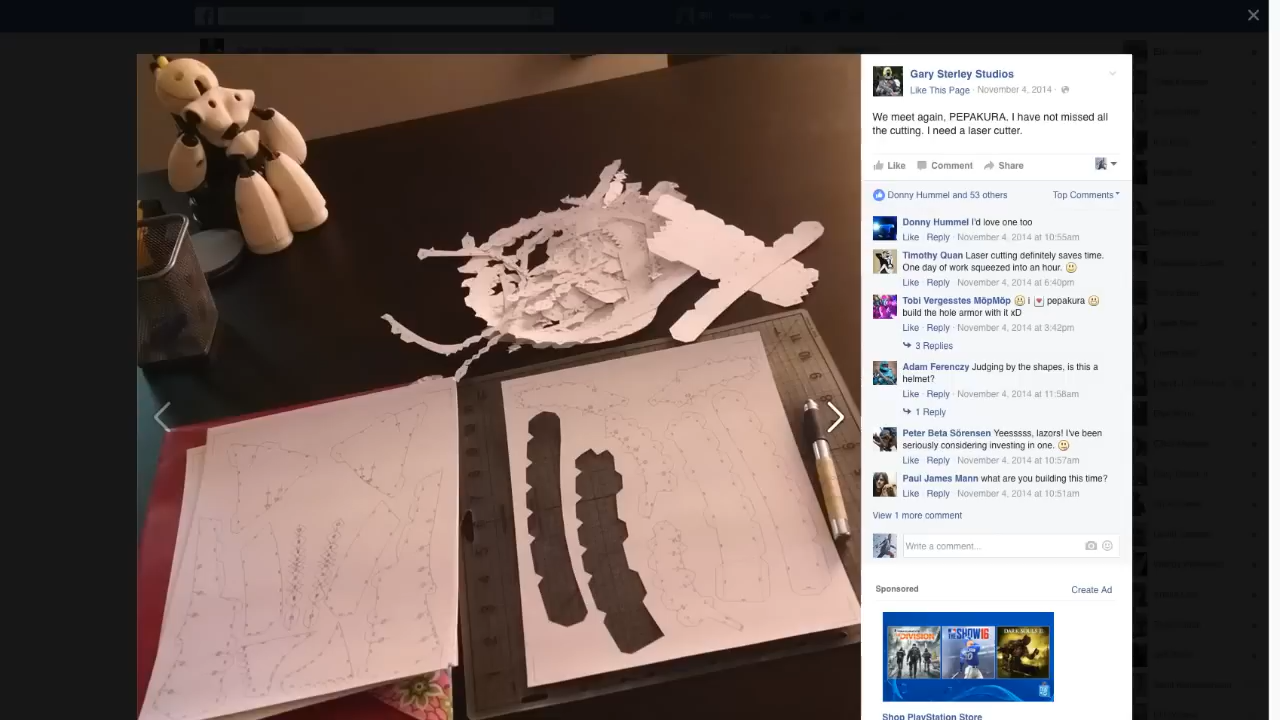 Gary Sterley Studios
Like This Page · November 4, 2014 ·
We meet again, PEPAKURA. I have not missed all
the cutting. I need a laser cutter.
Like Comment Share
Donny Hummel and 53 others Top Comments
Donny Hummel I'd love one too
Like · Reply · November 4, 2014 at 10:55am
Timothy Quan Laser cutting definitely saves time.
One day of work squeezed into an hour.
Like · Reply · November 4, 2014 at 6:40pm
Tobi Vergesstes MöpMöp i pepakura
build the hole armor with it xD
Like · Reply · November 4, 2014 at 3:42pm
3 Replies
Adam Ferenczy Judging by the shapes, is this a
helmet?
Like · Reply · November 4, 2014 at 11:58am
1 Reply
Peter Beta Sörensen Yeesssss, lazors! I've been
seriously considering investing in one.
Like · Reply · November 4, 2014 at 10:57am
Paul James Mann what are you building this time?
Like · Reply · November 4, 2014 at 10:51am
View 1 more comment
Write a comment...
Sponsored Create Ad
DIVISION THE SHOW 16 DARK SOULS II
Shop PlayStation Store